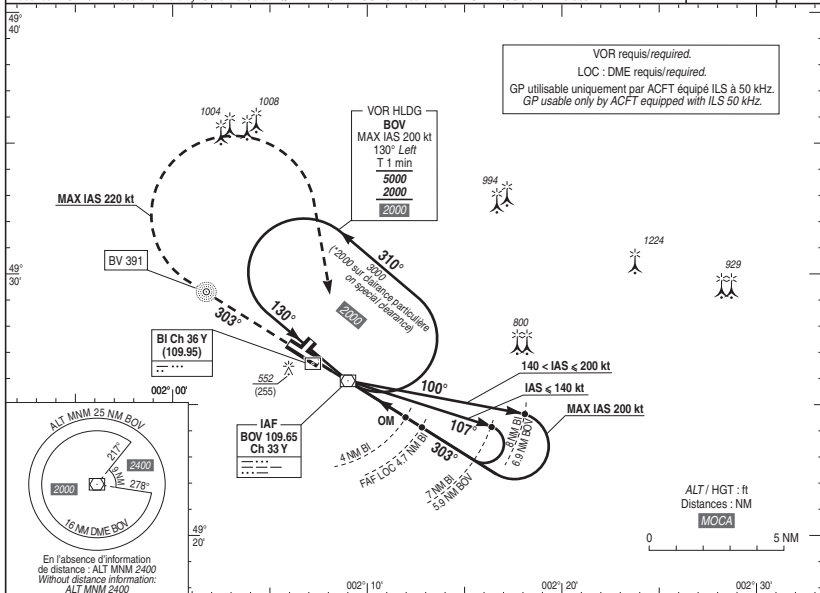 49°
40'
VOR requis/required.
LOC : DME requis/required.
GP utilisable uniquement par ACFT équipé ILS à 50 kHz.
GP usable only by ACFT equipped with ILS 50 kHz.
1004
1008
VOR HLDG
BOV
MAX IAS 200 kt
130° Left
T 1 min
5000
2000
2000
994
MAX IAS 220 kt
1224
BV 391
310°
3000
(*2000 sur clairance particulière
on special clearance)
2000
929
49°
30'
303°
130°
BI Ch 36 Y
(109.95)
800
552
(255)
002° 00'
140 < IAS ⩽ 200 kt
100°
IAS ⩽ 140 kt
107°
MAX IAS 200 kt
IAF
BOV 109.65
Ch 33 Y
OM
303°
4 NM BI
FAF LOC 4.7 NM BI
7 NM BI
5.9 NM BOV
8 NM BI
6.9 NM BOV
ALT MNM 25 NM BOV
217°
2400
9 NM
2000
278°
16 NM DME BOV
En l'absence d'information
de distance : ALT MNM 2400
Without distance information:
ALT MNM 2400
ALT / HGT : ft
Distances : NM
MOCA
0
5 NM
49°
20'
002° 10'
002° 20'
002° 30'